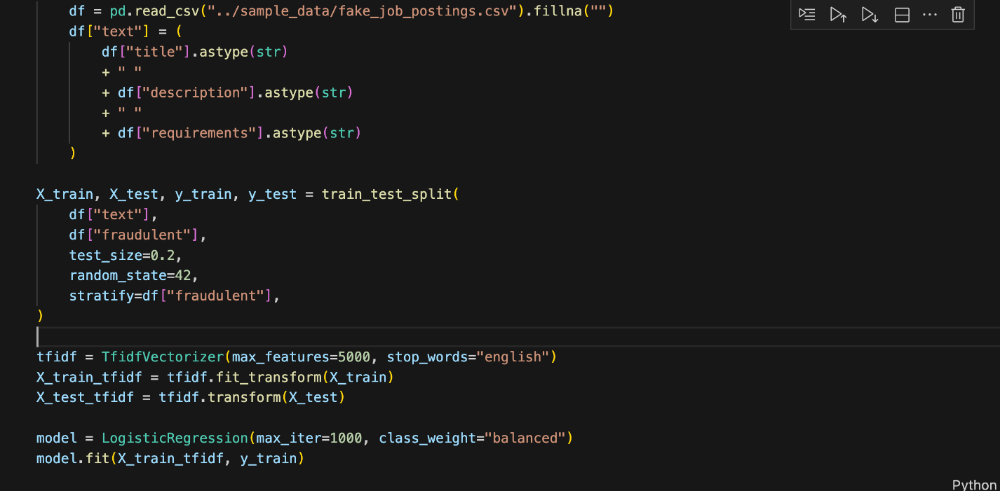 df = pd.read_csv("../sample_data/fake_job_postings.csv").fillna("")
df["text"] = (
df["title"].astype(str)
+ " "
+ df["description"].astype(str)
+ " "
+ df["requirements"].astype(str)
)
X_train, X_test, y_train, y_test = train_test_split(
df["text"],
df["fraudulent"],
test_size=0.2,
random_state=42,
stratify=df["fraudulent"],
)
tfidf = TfidfVectorizer(max_features=5000, stop_words="english")
X_train_tfidf = tfidf.fit_transform(X_train)
X_test_tfidf = tfidf.transform(X_test)
model = LogisticRegression(max_iter=1000, class_weight="balanced")
model.fit(X_train_tfidf, y_train)
Python